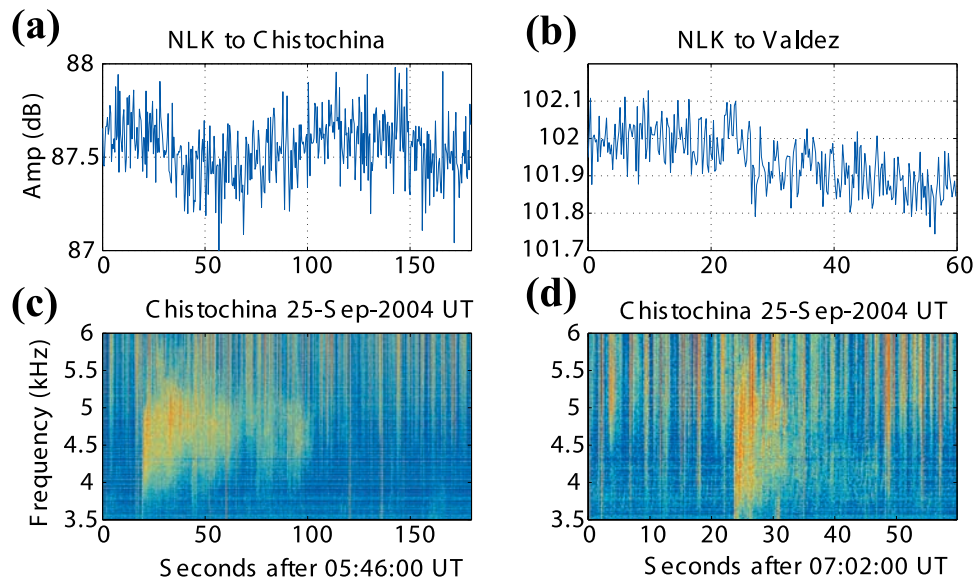 (a)
NLK to Chistochina
88
87.5
87
Amp (dB)
0 50 100 150
(b)
NLK to Valdez
102.1
102
101.9
101.8
101.7
0 20 40 60
(c)
Chistochina 25-Sep-2004 UT
6
5.5
5
4.5
4
3.5
Frequency (kHz)
0 50 100 150
Seconds after 05:46:00 UT
(d)
Chistochina 25-Sep-2004 UT
6
5.5
5
4.5
4
3.5
0 10 20 30 40 50
Seconds after 07:02:00 UT